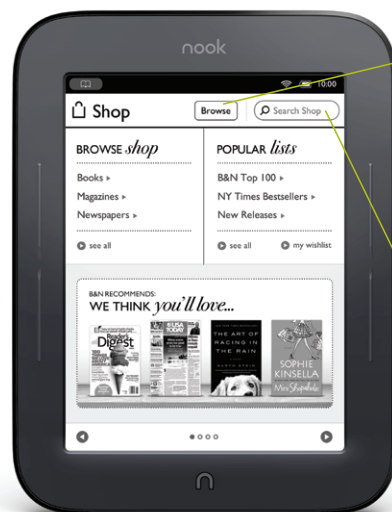 nook
10:00
Shop
Browse
Search Shop
BROWSE shop
Books
Magazines
Newspapers
see all
POPULAR lists
B&N Top 100
NY Times Bestsellers
New Releases
see all
my wishlist
B&N RECOMMENDS:
WE THINK you'll love...
Reader's
Digest
USA
TODAY
THE ART OF
RACING IN
THE RAIN
GARTH STEIN
SOPHIE
KINSELLA
Mini Shopaholic